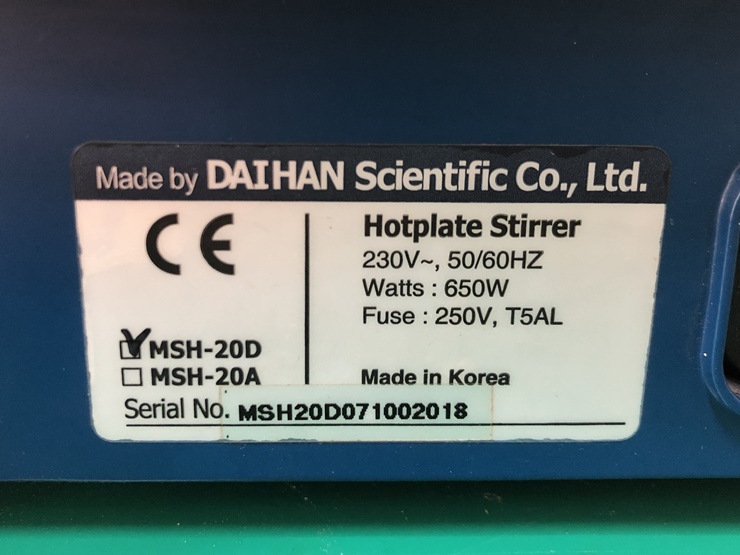 Made by DAIHAN Scientific Co., Ltd.
CE
☑ MSH-20D
☐ MSH-20A
Hotplate Stirrer
230V~, 50/60HZ
Watts : 650W
Fuse : 250V, T5AL
Made in Korea
Serial No. MSH20D071002018